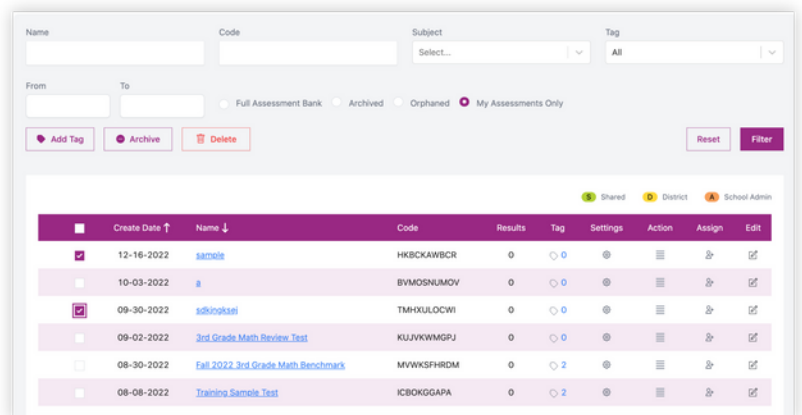 Name Code Subject Tag
Select... All
From To
Full Assessment Bank Archived Orphaned My Assessments Only
Add Tag Archive Delete Reset Filter
S Shared D District A School Admin
Create Date ↑ Name ↓ Code Results Tag Settings Action Assign Edit
12-16-2022 sample HKBCKAWBCR 0 0
10-03-2022 a BVMOSNUMOV 0 0
09-30-2022 sdkingksej TMHXULOCWI 0 0
09-02-2022 3rd Grade Math Review Test KUJVKWMGPJ 0 0
08-30-2022 Fall 2022 3rd Grade Math Benchmark MVWKSFHRDM 0 2
08-08-2022 Training Sample Test ICBOKGGAPA 0 2